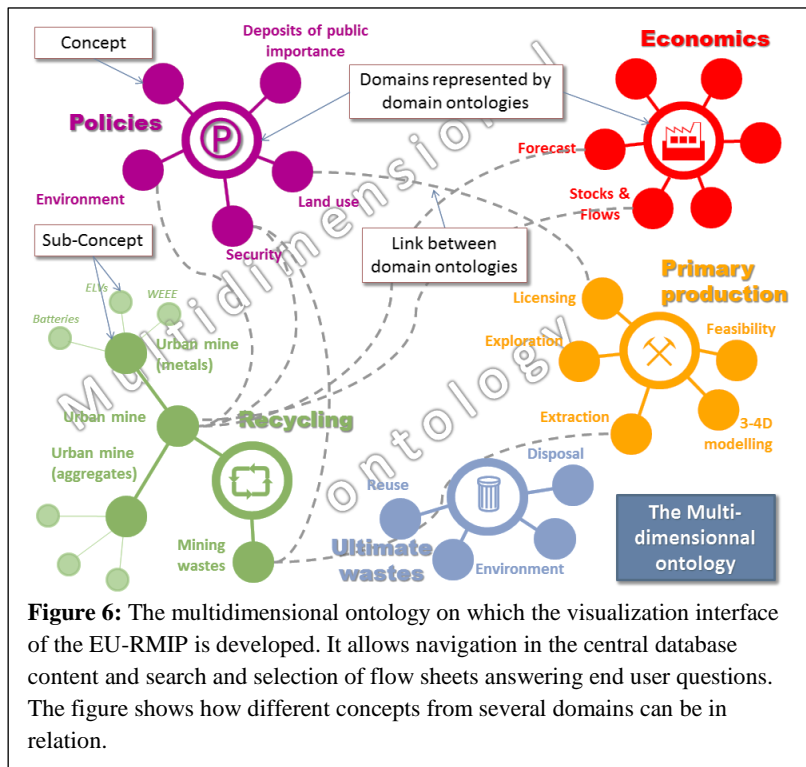 Concept
Deposits of public
importance
Economics
Domains represented by
domain ontologies
Policies
P
Forecast
Environment
Land use
Stocks &
Flows
Security
Link between
domain ontologies
Sub-Concept
Primary
production
Licensing
ELVs
WEEE
Batteries
Feasibility
Urban mine
(metals)
Exploration
Urban mine
Recycling
Extraction
3-4D
modelling
Urban mine
(aggregates)
Disposal
Reuse
The Multi-
dimensionnal
ontology
Mining
wastes
Ultimate
wastes
Environment
Multidimensional
ontology
Figure 6: The multidimensional ontology on which the visualization interface
of the EU-RMIP is developed. It allows navigation in the central database
content and search and selection of flow sheets answering end user questions.
The figure shows how different concepts from several domains can be in
relation.